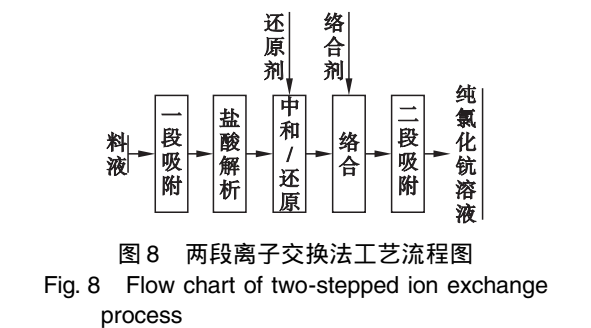 还原剂
络合剂
料液
一段吸附
盐酸解析
中和/还原
络合
二段吸附
纯氯化钪溶液
图 8 两段离子交换法工艺流程图
Fig. 8 Flow chart of two-stepped ion exchange
process